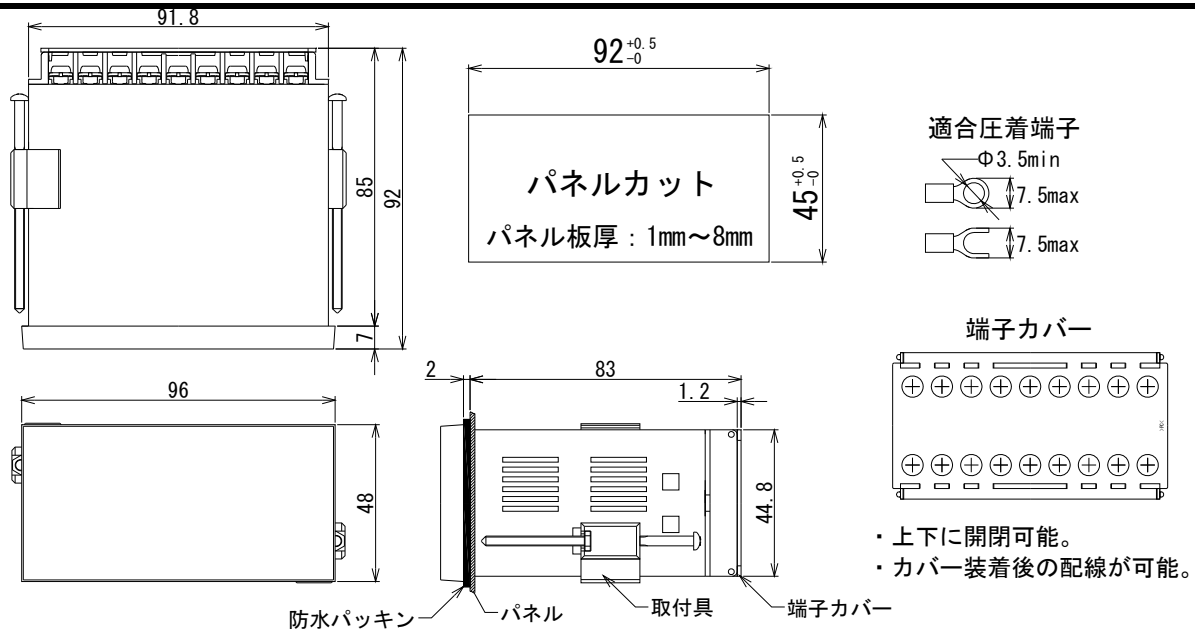 91.8
85
92
7
92 +0.5 -0
45 +0.5 -0
パネルカット
パネル板厚：1mm～8mm
適合圧着端子
Φ3.5min
7.5max
7.5max
端子カバー
・上下に開閉可能。
・カバー装着後の配線が可能。
96
48
2
83
1.2
44.8
防水パッキン
パネル
取付具
端子カバー